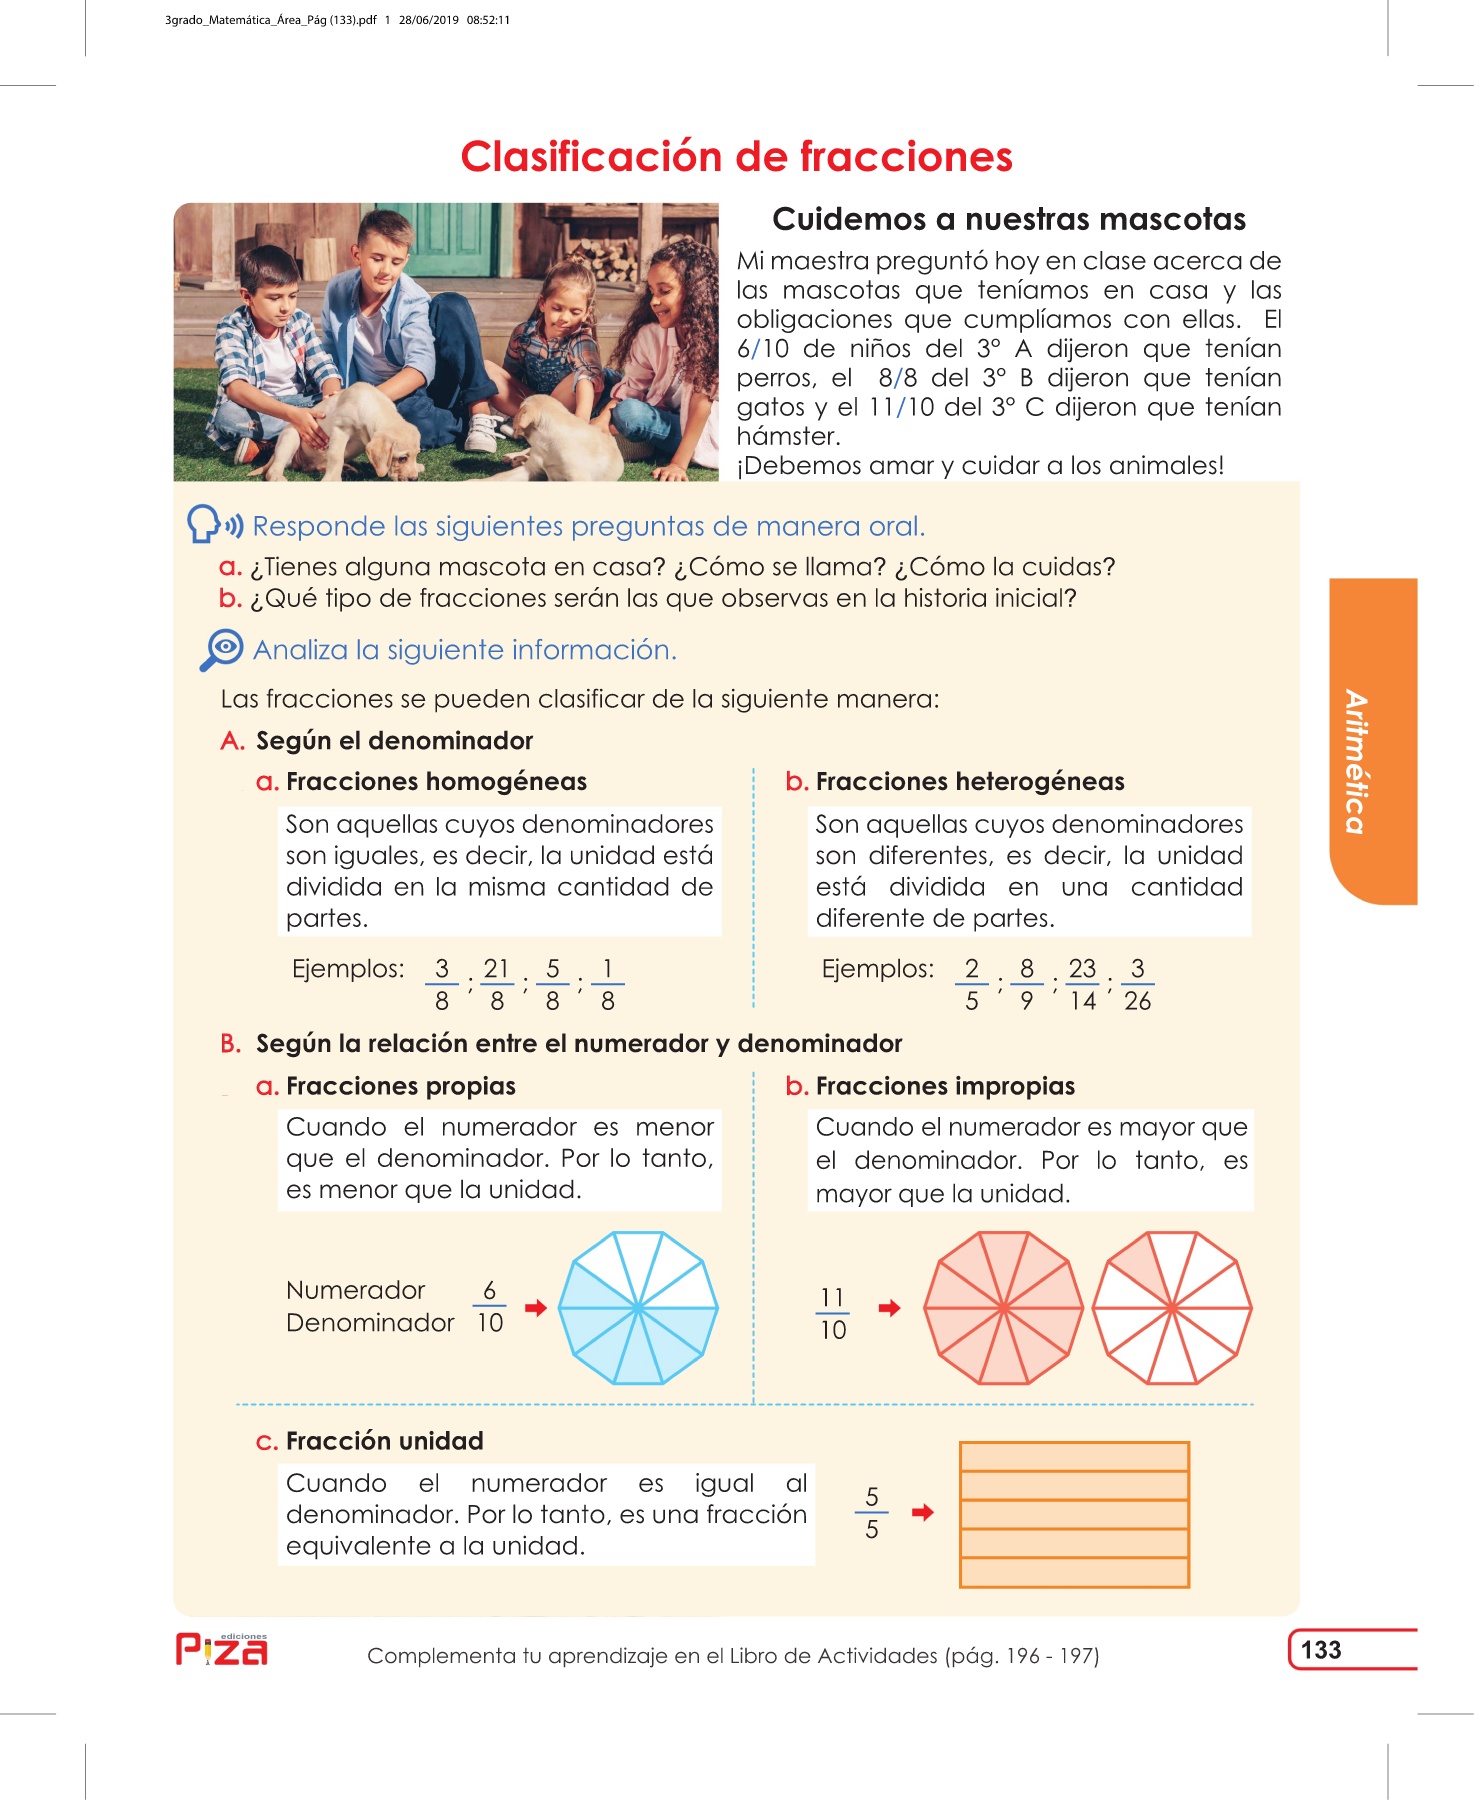 3grado_Matemática_Área_Pág (133).pdf 1 28/06/2019 08:52:11
Clasificación de fracciones
Cuidemos a nuestras mascotas
Mi maestra preguntó hoy en clase acerca de
las mascotas que teníamos en casa y las
obligaciones que cumplíamos con ellas. El
6/10 de niños del 3° A dijeron que tenían
perros, el 8/8 del 3° B dijeron que tenían
gatos y el 11/10 del 3° C dijeron que tenían
hámster.
¡Debemos amar y cuidar a los animales!
Responde las siguientes preguntas de manera oral.
a. ¿Tienes alguna mascota en casa? ¿Cómo se llama? ¿Cómo la cuidas?
b. ¿Qué tipo de fracciones serán las que observas en la historia inicial?
Analiza la siguiente información.
Las fracciones se pueden clasificar de la siguiente manera:
A. Según el denominador
a. Fracciones homogéneas
Son aquellas cuyos denominadores
son iguales, es decir, la unidad está
dividida en la misma cantidad de
partes.
Ejemplos: 3/8 ; 21/8 ; 5/8 ; 1/8
b. Fracciones heterogéneas
Son aquellas cuyos denominadores
son diferentes, es decir, la unidad
está dividida en una cantidad
diferente de partes.
Ejemplos: 2/5 ; 8/9 ; 23/14 ; 3/26
B. Según la relación entre el numerador y denominador
a. Fracciones propias
Cuando el numerador es menor
que el denominador. Por lo tanto,
es menor que la unidad.
Numerador 6
Denominador 10
b. Fracciones impropias
Cuando el numerador es mayor que
el denominador. Por lo tanto, es
mayor que la unidad.
11
10
c. Fracción unidad
Cuando el numerador es igual al
denominador. Por lo tanto, es una fracción
equivalente a la unidad.
5
5
Aritmética
ediciones
Piza
Complementa tu aprendizaje en el Libro de Actividades (pág. 196 - 197)
133